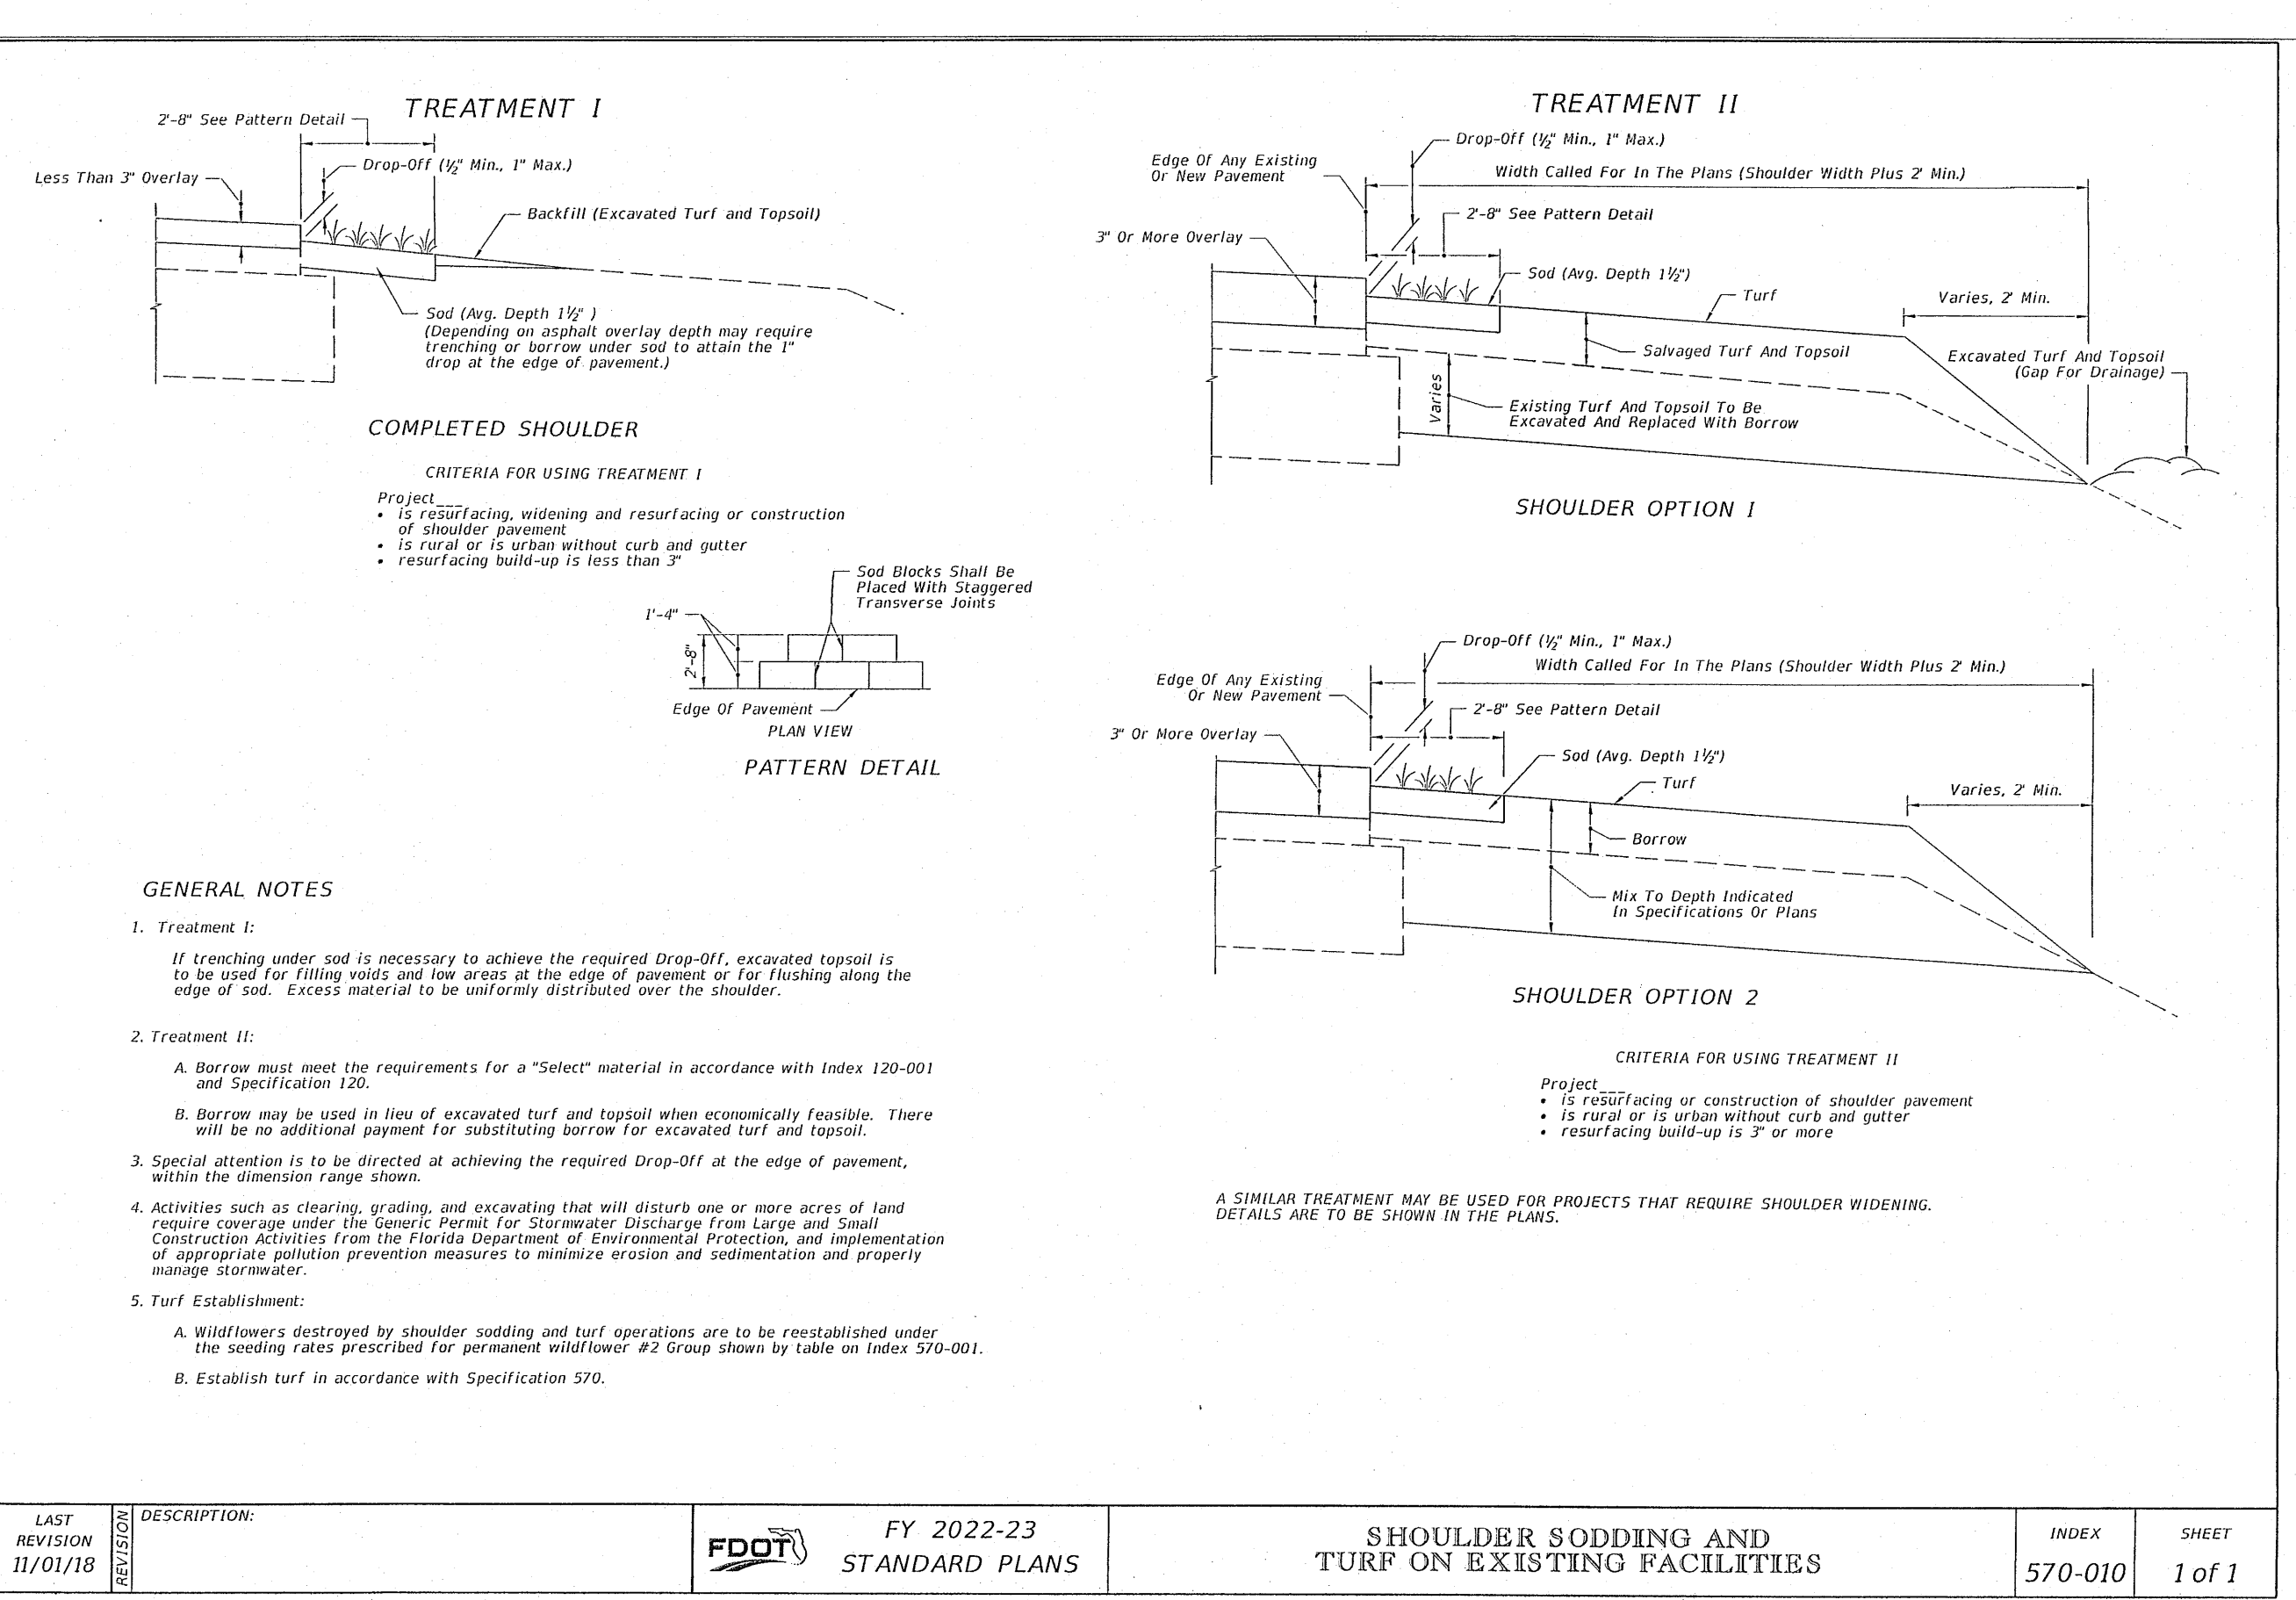 TREATMENT I
2'-8" See Pattern Detail
Drop-Off (½" Min., 1" Max.)
Less Than 3" Overlay
Backfill (Excavated Turf and Topsoil)
Sod (Avg. Depth 1½" )
(Depending on asphalt overlay depth may require
trenching or borrow under sod to attain the 1"
drop at the edge of pavement.)
COMPLETED SHOULDER
CRITERIA FOR USING TREATMENT I
Project___
• is resurfacing, widening and resurfacing or construction
of shoulder pavement
• is rural or is urban without curb and gutter
• resurfacing build-up is less than 3"
Sod Blocks Shall Be
Placed With Staggered
Transverse Joints
1'-4"
2'-8"
Edge Of Pavement
PLAN VIEW
PATTERN DETAIL
GENERAL NOTES
1. Treatment I:
If trenching under sod is necessary to achieve the required Drop-Off, excavated topsoil is
to be used for filling voids and low areas at the edge of pavement or for flushing along the
edge of sod. Excess material to be uniformly distributed over the shoulder.
2. Treatment II:
A. Borrow must meet the requirements for a "Select" material in accordance with Index 120-001
and Specification 120.
B. Borrow may be used in lieu of excavated turf and topsoil when economically feasible. There
will be no additional payment for substituting borrow for excavated turf and topsoil.
3. Special attention is to be directed at achieving the required Drop-Off at the edge of pavement,
within the dimension range shown.
4. Activities such as clearing, grading, and excavating that will disturb one or more acres of land
require coverage under the Generic Permit for Stormwater Discharge from Large and Small
Construction Activities from the Florida Department of Environmental Protection, and implementation
of appropriate pollution prevention measures to minimize erosion and sedimentation and properly
manage stormwater.
5. Turf Establishment:
A. Wildflowers destroyed by shoulder sodding and turf operations are to be reestablished under
the seeding rates prescribed for permanent wildflower #2 Group shown by table on Index 570-001.
B. Establish turf in accordance with Specification 570.
TREATMENT II
Drop-Off (½" Min., 1" Max.)
Edge Of Any Existing
Or New Pavement
Width Called For In The Plans (Shoulder Width Plus 2' Min.)
2'-8" See Pattern Detail
3" Or More Overlay
Sod (Avg. Depth 1½")
Turf
Varies, 2' Min.
Salvaged Turf And Topsoil
Excavated Turf And Topsoil
(Gap For Drainage)
Varies
Existing Turf And Topsoil To Be
Excavated And Replaced With Borrow
SHOULDER OPTION I
Drop-Off (½" Min., 1" Max.)
Width Called For In The Plans (Shoulder Width Plus 2' Min.)
Edge Of Any Existing
Or New Pavement
2'-8" See Pattern Detail
3" Or More Overlay
Sod (Avg. Depth 1½")
Turf
Varies, 2' Min.
Borrow
Mix To Depth Indicated
In Specifications Or Plans
SHOULDER OPTION 2
CRITERIA FOR USING TREATMENT II
Project___
• is resurfacing or construction of shoulder pavement
• is rural or is urban without curb and gutter
• resurfacing build-up is 3" or more
A SIMILAR TREATMENT MAY BE USED FOR PROJECTS THAT REQUIRE SHOULDER WIDENING.
DETAILS ARE TO BE SHOWN IN THE PLANS.
LAST
REVISION
11/01/18
REVISION
DESCRIPTION:
FDOT
FY 2022-23
STANDARD PLANS
SHOULDER SODDING AND
TURF ON EXISTING FACILITIES
INDEX
570-010
SHEET
1 of 1